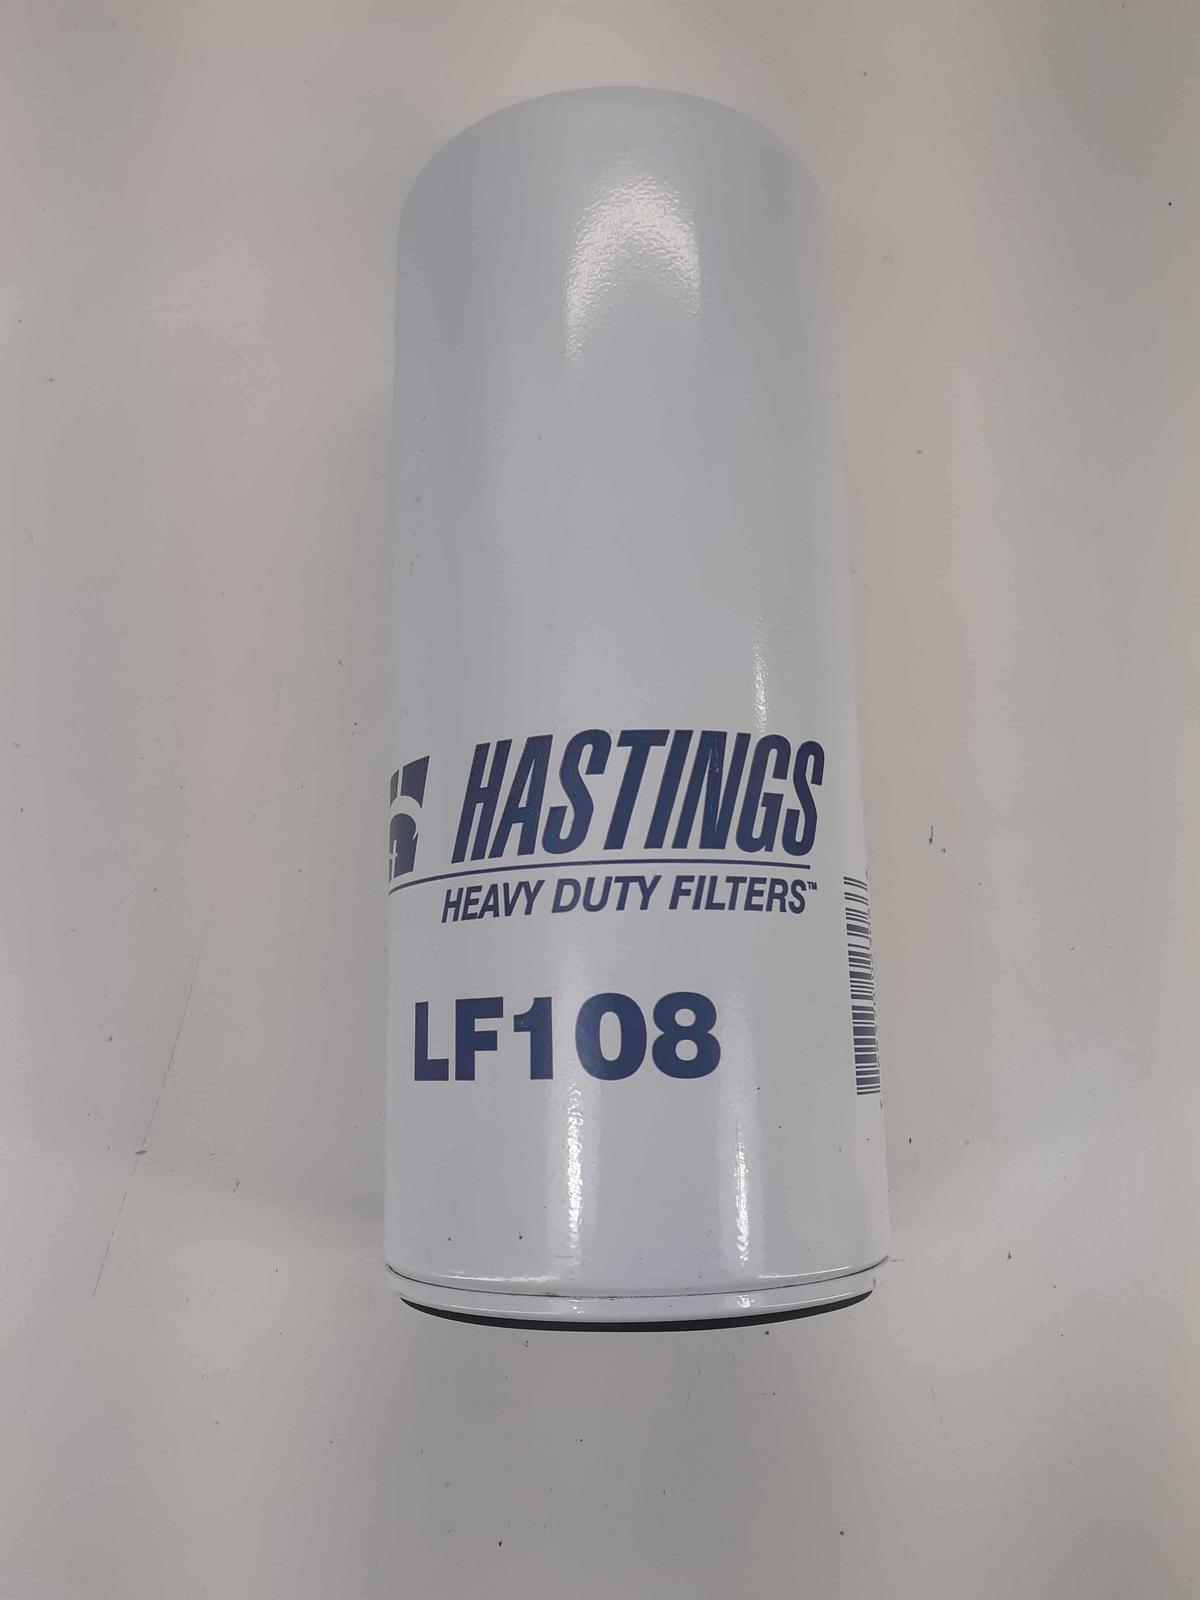 HASTINGS
HEAVY DUTY FILTERS™
LF108